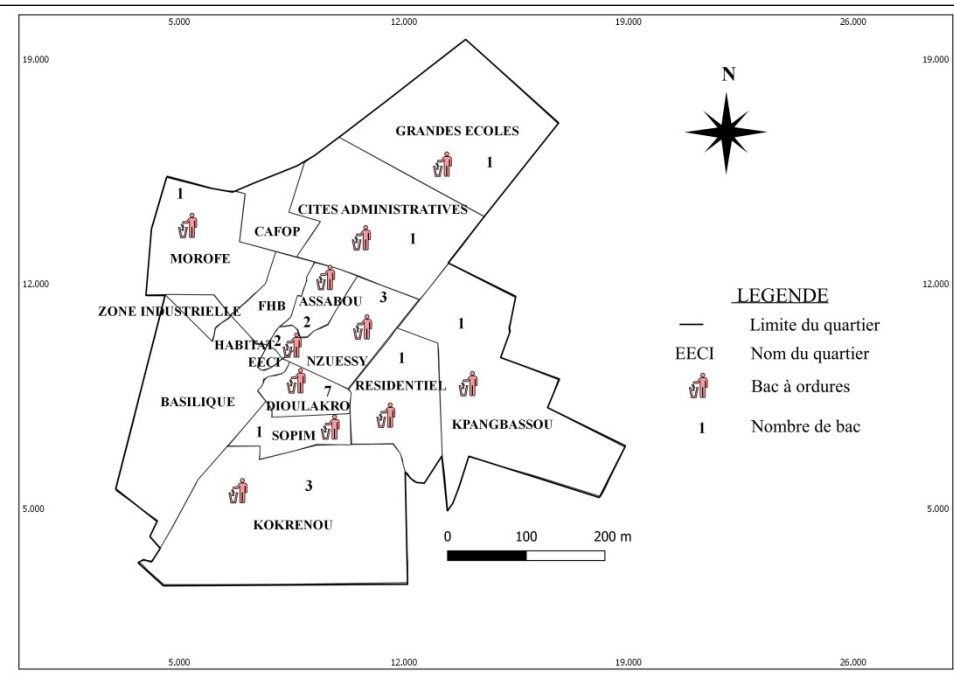 5.000 12.000 19.000 26.000
19.000 19.000
N
GRANDES ECOLES
1
1
CITES ADMINISTRATIVES
CAFOP
1
MOROFE
12.000 12.000
3
ASSABOU
FHB
ZONE INDUSTRIELLE
2
1
HABITAT 2
EECI
NZUESSY
1
RESIDENTIEL
7
BASILIQUE
DIOULAKRO
KPANGBASSOU
1
SOPIM
3
KOKRENOU
5.000 5.000
LEGENDE
Limite du quartier
EECI Nom du quartier
Bac à ordures
1 Nombre de bac
0 100 200 m
5.000 12.000 19.000 26.000